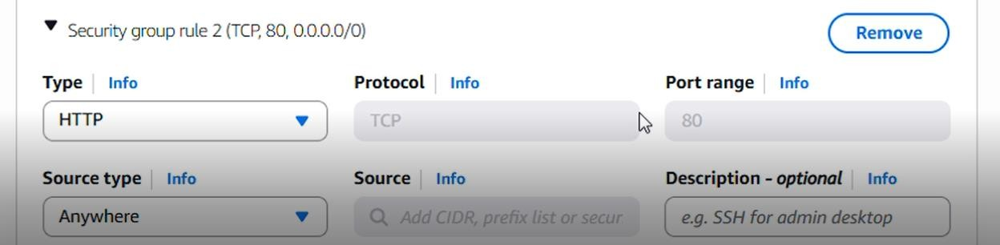 Security group rule 2 (TCP, 80, 0.0.0.0/0)
Remove
Type Info
Protocol Info
Port range Info
HTTP
TCP
80
Source type Info
Source Info
Description - optional Info
Anywhere
Add CIDR, prefix list or secur
e.g. SSH for admin desktop